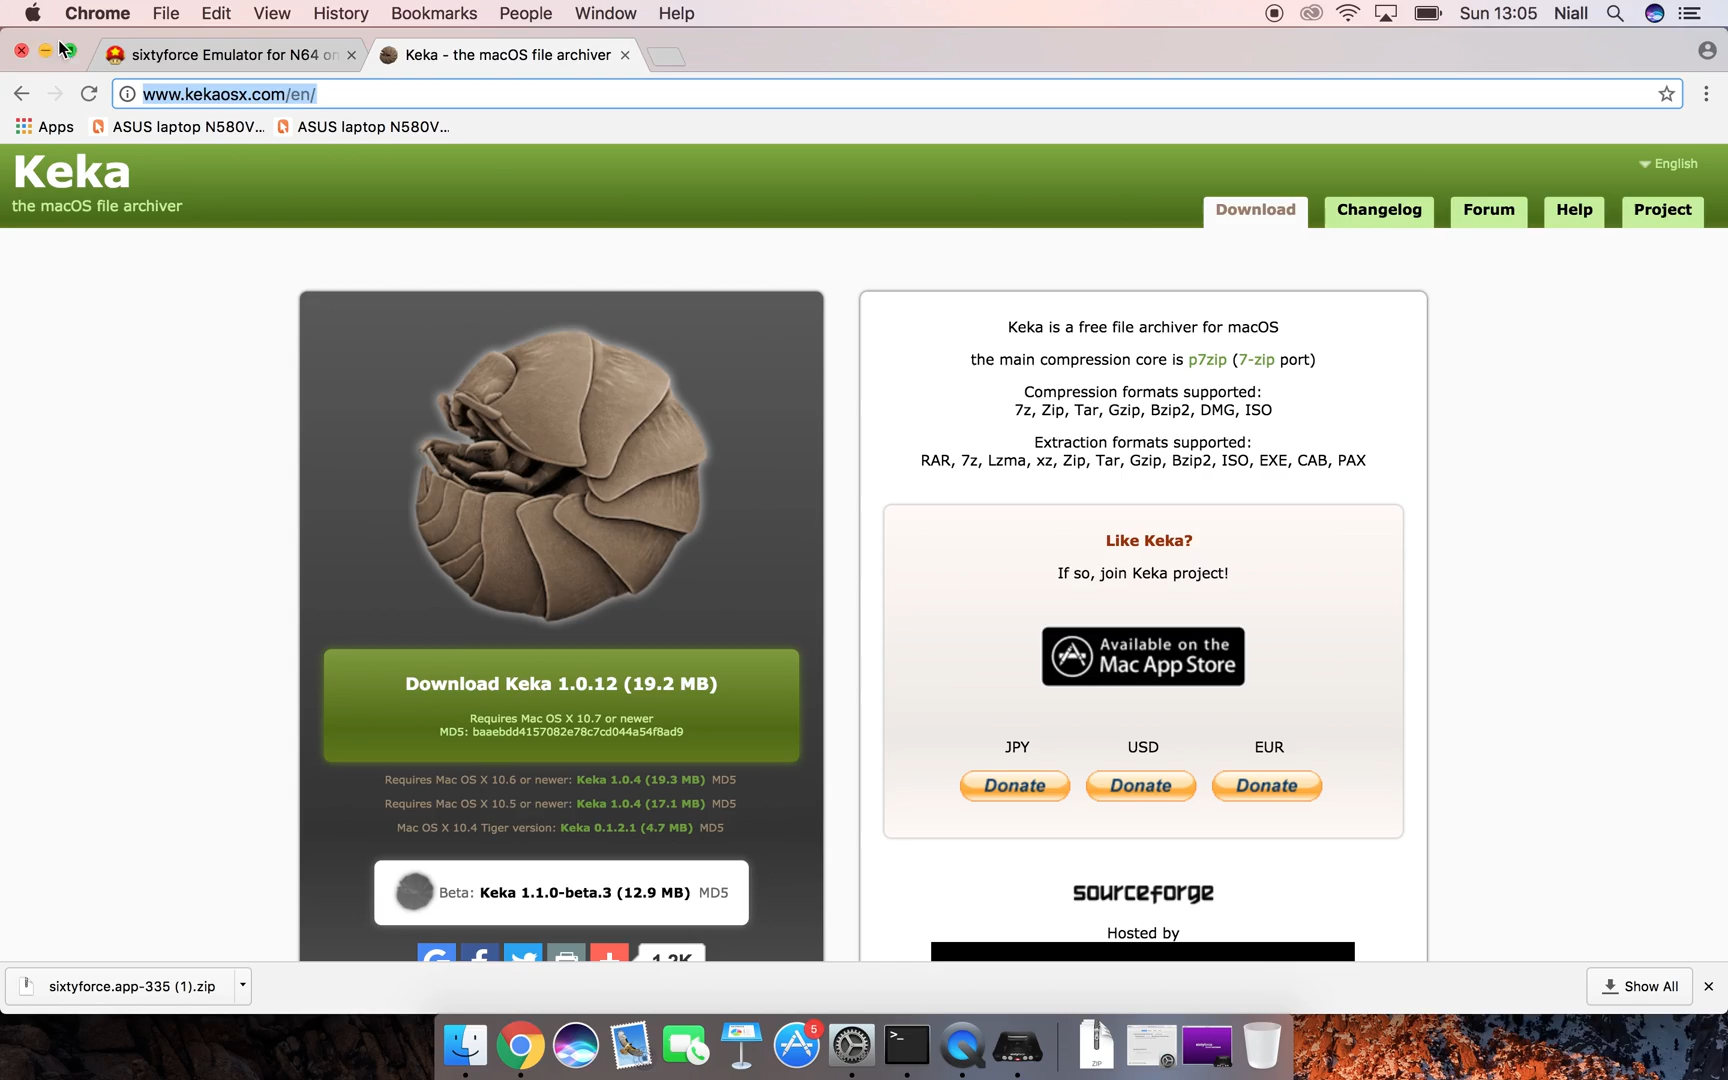 Chrome File Edit View History Bookmarks People Window Help Sun 13:05 Niall
sixtyforce Emulator for N64 on
Keka - the macOS file archiver
www.kekaosx.com/en/
Apps ASUS laptop N580V... ASUS laptop N580V...
Keka
the macOS file archiver
English
Download Changelog Forum Help Project
Keka is a free file archiver for macOS
the main compression core is p7zip (7-zip port)
Compression formats supported:
7z, Zip, Tar, Gzip, Bzip2, DMG, ISO
Extraction formats supported:
RAR, 7z, Lzma, xz, Zip, Tar, Gzip, Bzip2, ISO, EXE, CAB, PAX
Like Keka?
If so, join Keka project!
Available on the
Mac App Store
JPY USD EUR
Donate Donate Donate
sourceforge
Hosted by
Download Keka 1.0.12 (19.2 MB)
Requires Mac OS X 10.7 or newer
MD5: baaebdd4157082e78c7cd044a54f8ad9
Requires Mac OS X 10.6 or newer: Keka 1.0.4 (19.3 MB) MD5
Requires Mac OS X 10.5 or newer: Keka 1.0.4 (17.1 MB) MD5
Mac OS X 10.4 Tiger version: Keka 0.1.2.1 (4.7 MB) MD5
Beta: Keka 1.1.0-beta.3 (12.9 MB) MD5
1.2K
sixtyforce.app-335 (1).zip
Show All
5
ZIP